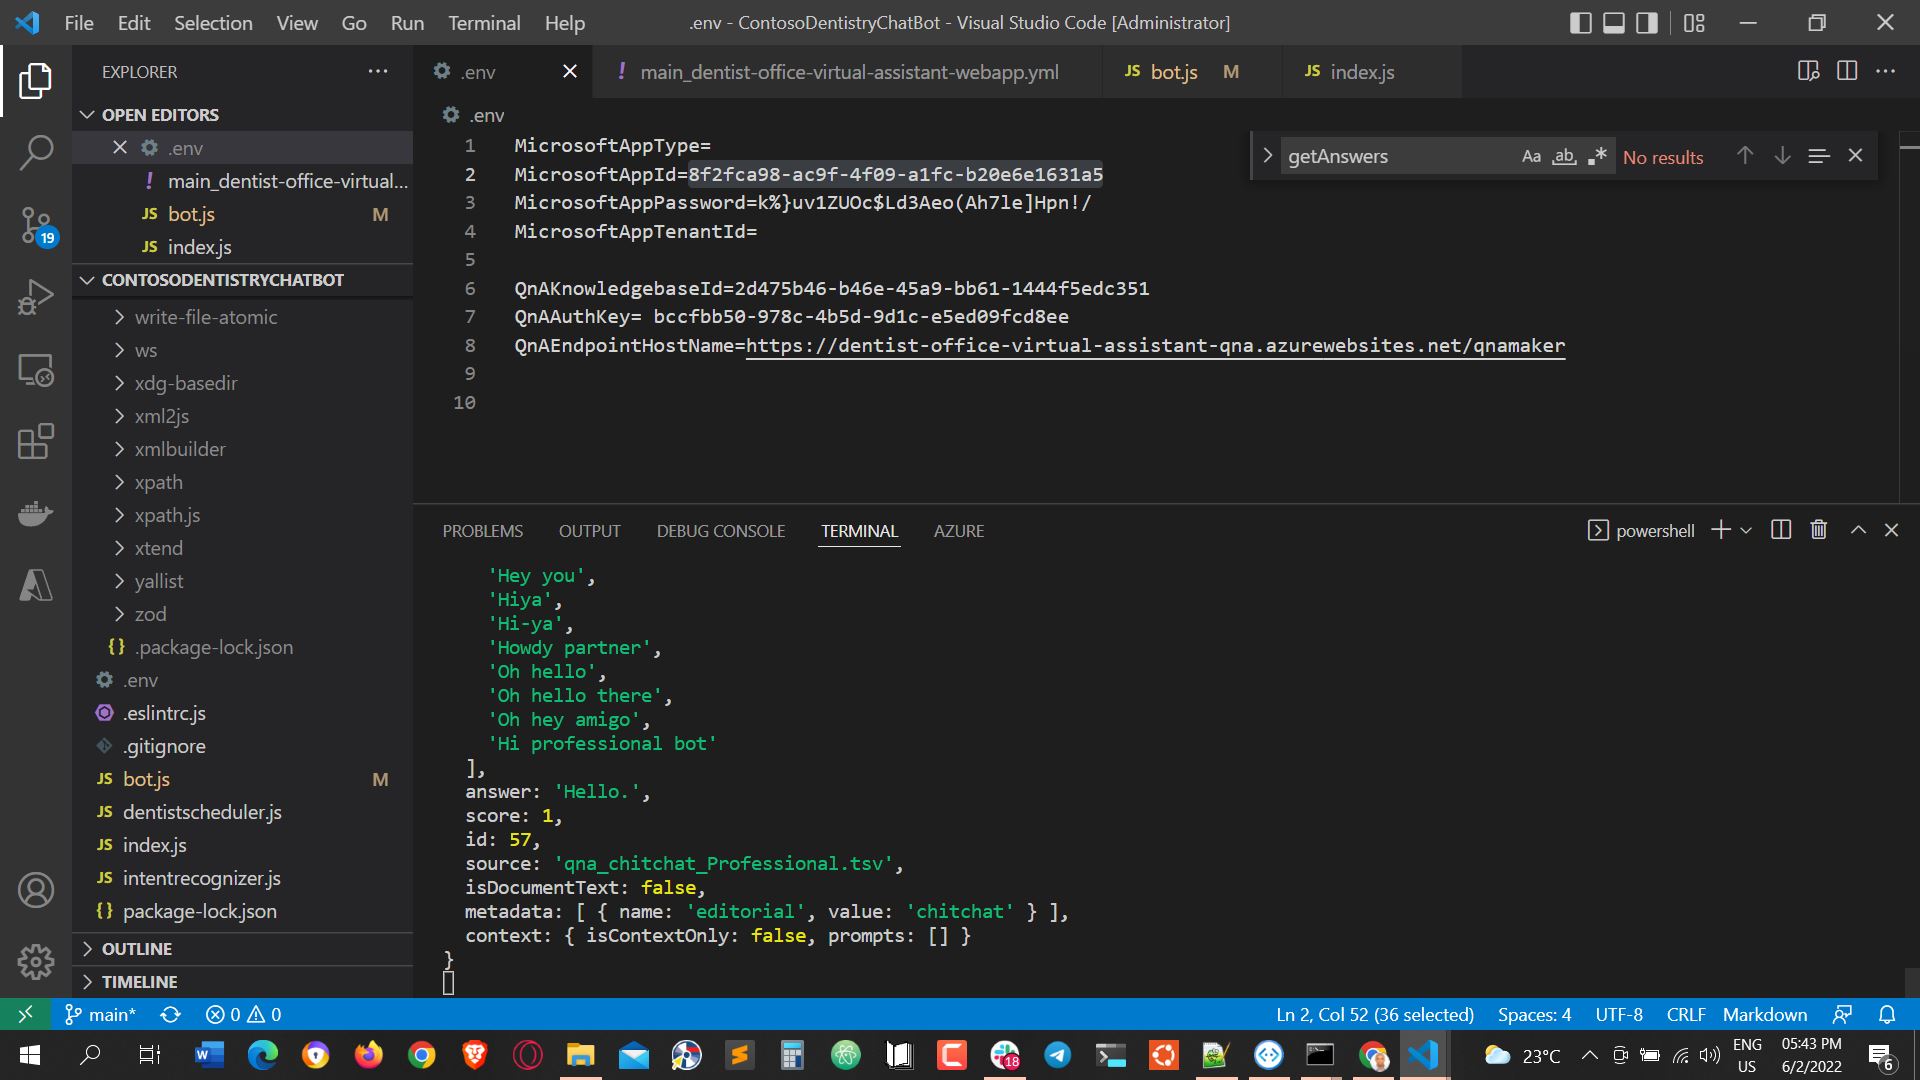 File Edit Selection View Go Run Terminal Help
.env - ContosoDentistryChatBot - Visual Studio Code [Administrator]
EXPLORER
OPEN EDITORS
.env
main_dentist-office-virtual...
JS bot.js M
JS index.js
CONTOSODENTISTRYCHATBOT
write-file-atomic
ws
xdg-basedir
xml2js
xmlbuilder
xpath
xpath.js
xtend
yallist
zod
{} .package-lock.json
.env
.eslintrc.js
.gitignore
JS bot.js M
JS dentistscheduler.js
JS index.js
JS intentrecognizer.js
{} package-lock.json
OUTLINE
TIMELINE
19
.env
! main_dentist-office-virtual-assistant-webapp.yml
JS bot.js M
JS index.js
.env
1 MicrosoftAppType=
2 MicrosoftAppId=8f2fca98-ac9f-4f09-a1fc-b20e6e1631a5
3 MicrosoftAppPassword=k%}uv1ZUOc$Ld3Aeo(Ah7le]Hpn!/
4 MicrosoftAppTenantId=
5
6 QnAKnowledgebaseId=2d475b46-b46e-45a9-bb61-1444f5edc351
7 QnAAuthKey= bccfbb50-978c-4b5d-9d1c-e5ed09fcd8ee
8 QnAEndpointHostName=https://dentist-office-virtual-assistant-qna.azurewebsites.net/qnamaker
9
10
getAnswers Aa ab .* No results
PROBLEMS OUTPUT DEBUG CONSOLE TERMINAL AZURE
powershell
'Hey you',
'Hiya',
'Hi-ya',
'Howdy partner',
'Oh hello',
'Oh hello there',
'Oh hey amigo',
'Hi professional bot'
],
answer: 'Hello.',
score: 1,
id: 57,
source: 'qna_chitchat_Professional.tsv',
isDocumentText: false,
metadata: [ { name: 'editorial', value: 'chitchat' } ],
context: { isContextOnly: false, prompts: [] }
}
main* 0 0
Ln 2, Col 52 (36 selected) Spaces: 4 UTF-8 CRLF Markdown
18
23°C
ENG
US
05:43 PM
6/2/2022
6